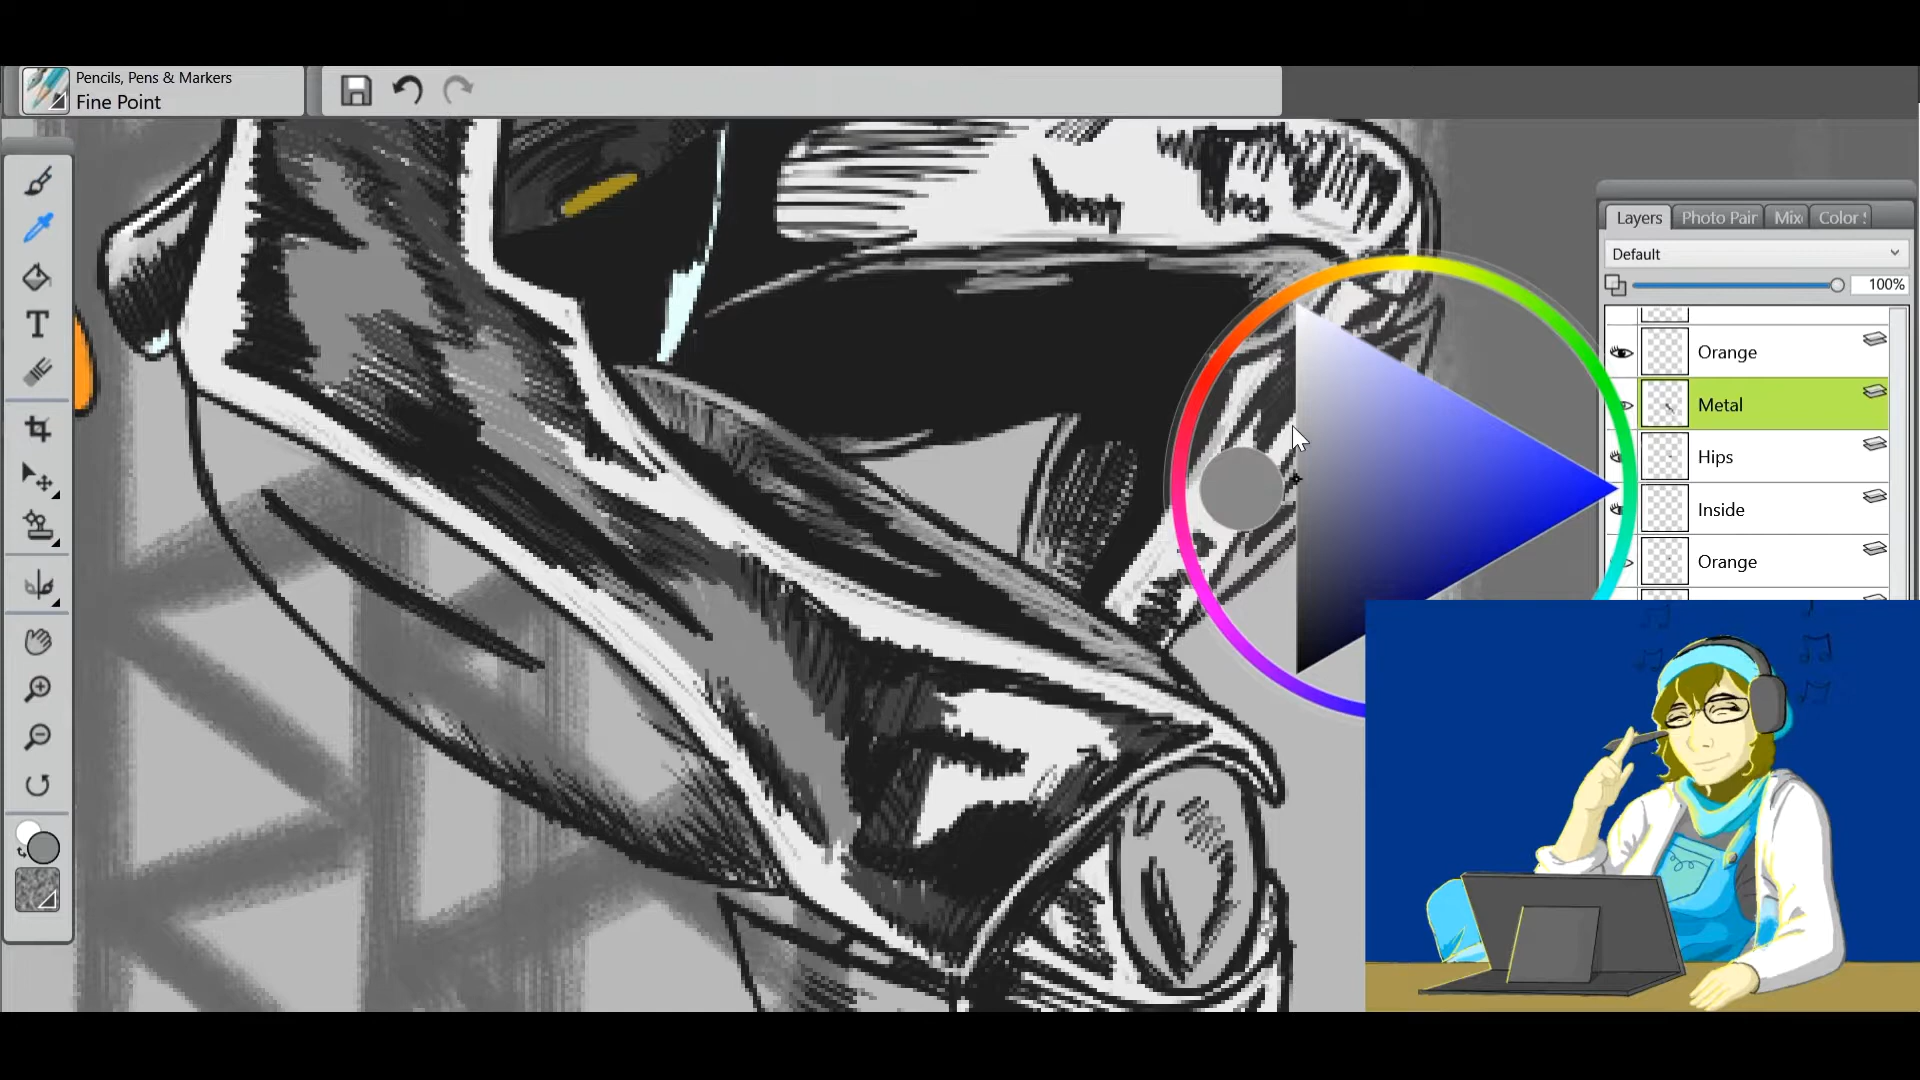 Pencils, Pens & Markers
Fine Point
Layers
Photo Pair
Mix
Color
Default
100%
Orange
Metal
Hips
Inside
Orange